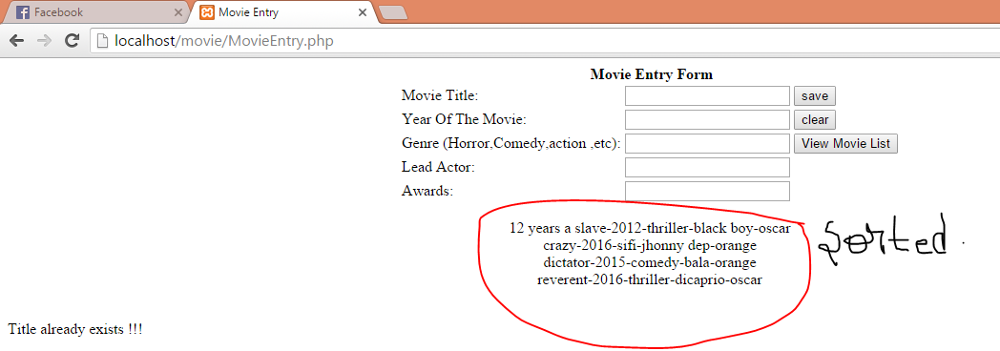 Facebook
Movie Entry
localhost/movie/MovieEntry.php
Movie Entry Form
Movie Title: save
Year Of The Movie: clear
Genre (Horror,Comedy,action ,etc): View Movie List
Lead Actor:
Awards:
12 years a slave-2012-thriller-black boy-oscar
crazy-2016-sifi-jhonny dep-orange
dictator-2015-comedy-bala-orange
reverent-2016-thriller-dicaprio-oscar
sorted.
Title already exists !!!